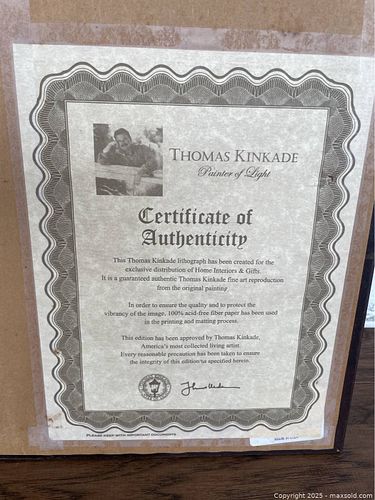 THOMAS KINKADE
Painter of Light
Certificate of
Authenticity
This Thomas Kinkade lithograph has been created for the
exclusive distribution of Home Interiors & Gifts.
It is a guaranteed authentic Thomas Kinkade fine art reproduction
from the original painting.
In order to ensure the quality and to protect the
vibrancy of the image, 100% acid-free fiber paper has been used
in the printing and matting process.
This edition has been approved by Thomas Kinkade,
America's most collected living artist.
Every reasonable precaution has been taken to ensure
the integrity of this edition as specified herein.
PLEASE KEEP WITH IMPORTANT DOCUMENTS
Copyright 2025 - maxsold.com